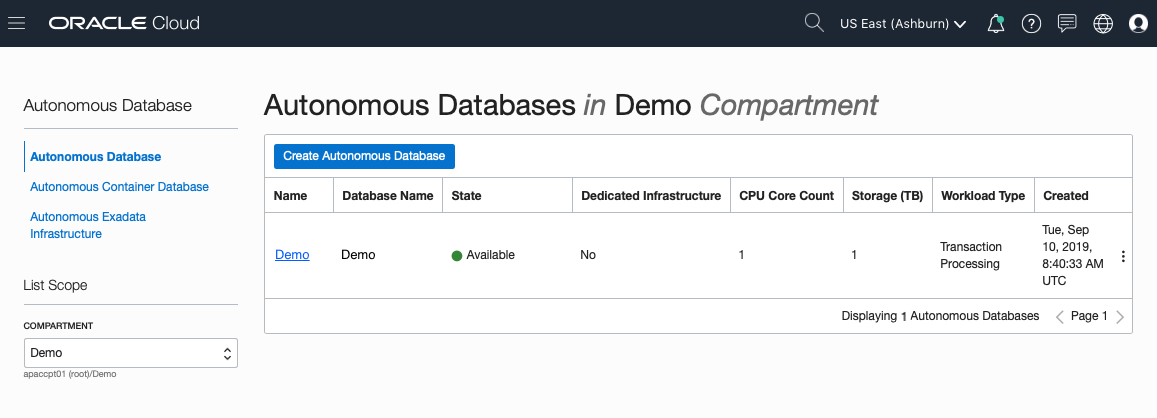 ORACLE Cloud
US East (Ashburn)
Autonomous Database
Autonomous Database
Autonomous Container Database
Autonomous Exadata
Infrastructure
List Scope
COMPARTMENT
Demo
apaccpt01 (root)/Demo
Autonomous Databases in Demo Compartment
Create Autonomous Database
Name Database Name State Dedicated Infrastructure CPU Core Count Storage (TB) Workload Type Created
Demo Demo Available No 1 1 Transaction Processing Tue, Sep 10, 2019, 8:40:33 AM UTC
Displaying 1 Autonomous Databases Page 1